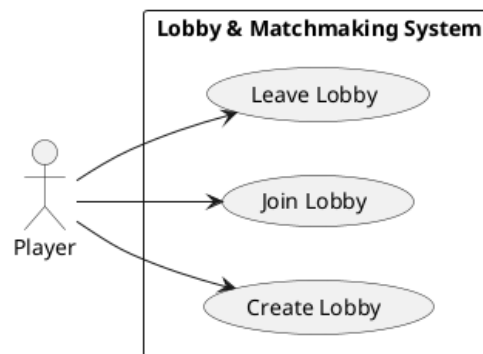 Lobby & Matchmaking System
Leave Lobby
Join Lobby
Player
Create Lobby